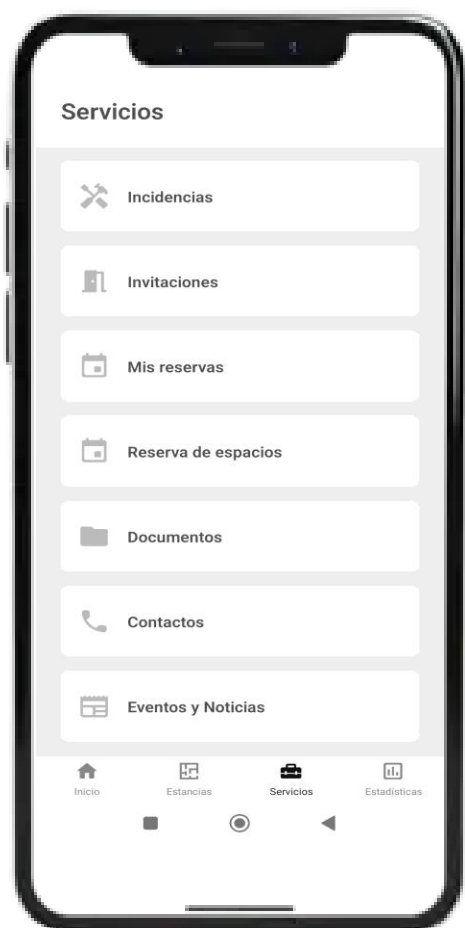 Servicios
Incidencias
Invitaciones
Mis reservas
Reserva de espacios
Documentos
Contactos
Eventos y Noticias
Inicio Estancias Servicios Estadísticas